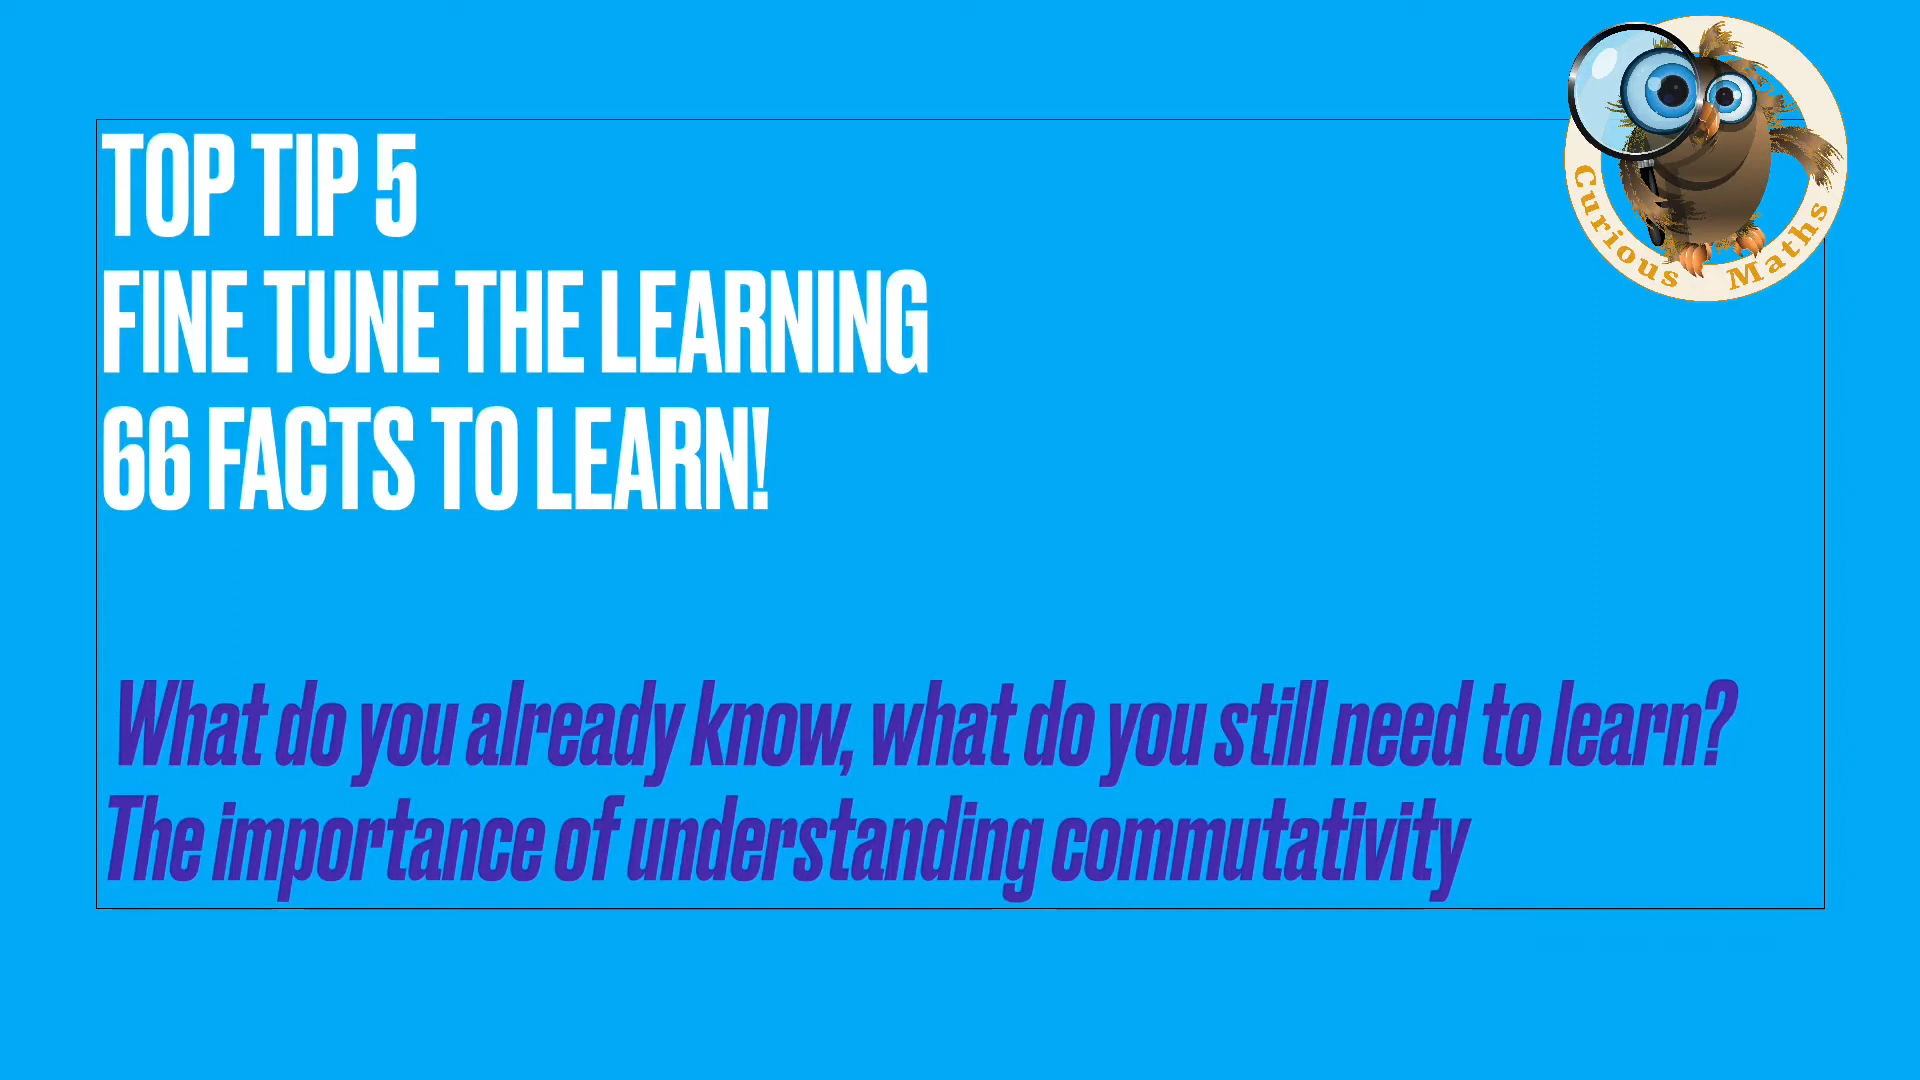 TOP TIP 5
FINE TUNE THE LEARNING
66 FACTS TO LEARN!
What do you already know, what do you still need to learn?
The importance of understanding commutativity
Curious Maths